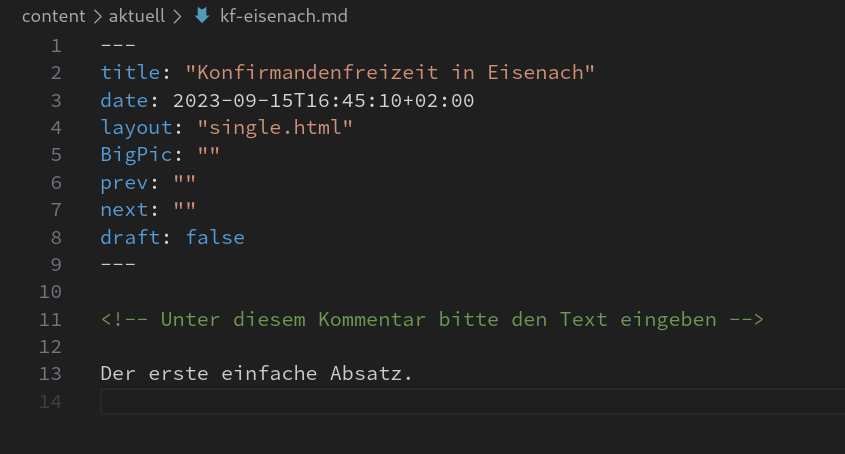 content > aktuell > kf-eisenach.md
1 ---
2 title: "Konfirmandenfreizeit in Eisenach"
3 date: 2023-09-15T16:45:10+02:00
4 layout: "single.html"
5 BigPic: ""
6 prev: ""
7 next: ""
8 draft: false
9 ---
10
11 <!-- Unter diesem Kommentar bitte den Text eingeben -->
12
13 Der erste einfache Absatz.
14